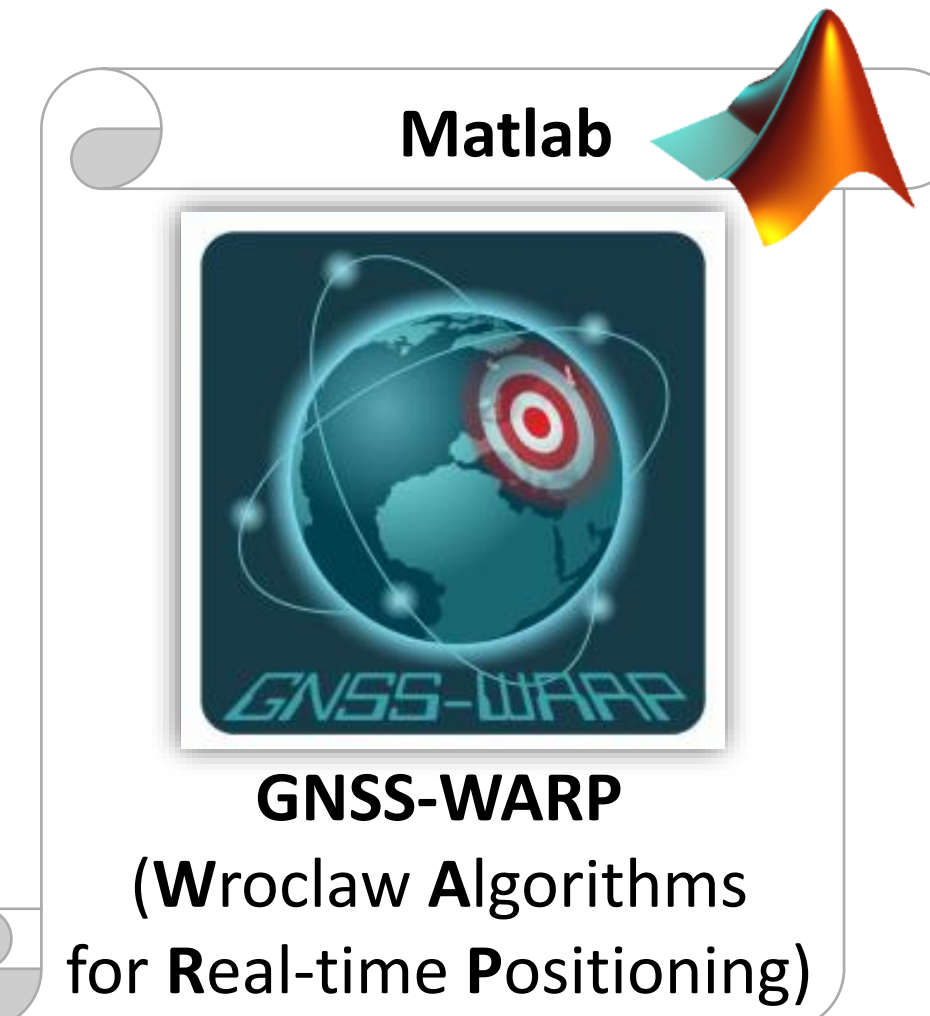 Matlab
GNSS-WARP
GNSS-WARP
(Wroclaw Algorithms
for Real-time Positioning)